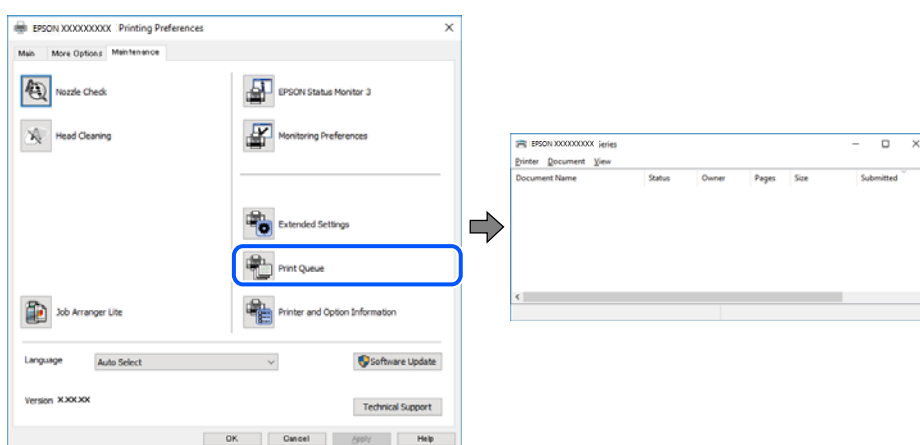 EPSON XXXXXXXXX Printing Preferences
Main More Options Maintenance
Nozzle Check
EPSON Status Monitor 3
Head Cleaning
Monitoring Preferences
Extended Settings
Print Queue
Job Arranger Lite
Printer and Option Information
Language
Auto Select
Software Update
Version X.XX.XX
Technical Support
OK Cancel Apply Help
EPSON XXXXXXXXX ieries
Printer Document View
Document Name Status Owner Pages Size Submitted